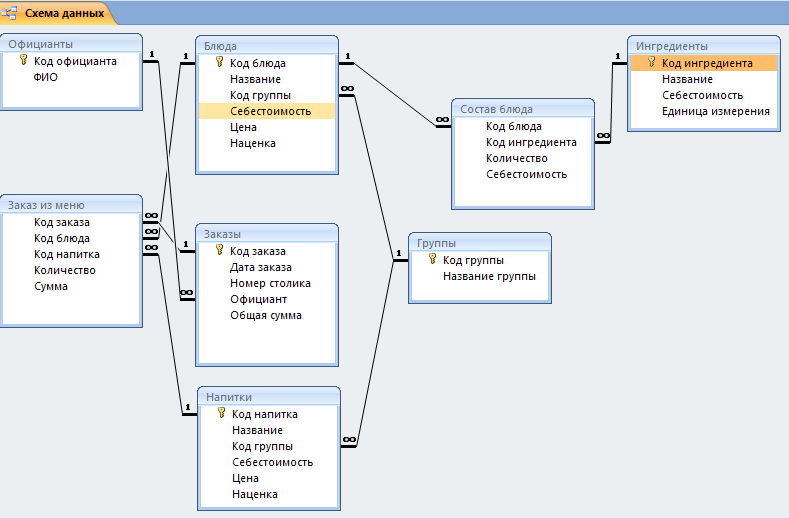 Схема данных
Официанты
Код официанта
ФИО
1
Блюда
Код блюда
Название
Код группы
Себестоимость
Цена
Наценка
1
1
∞
Ингредиенты
Код ингредиента
Название
Себестоимость
Единица измерения
1
Состав блюда
Код блюда
Код ингредиента
Количество
Себестоимость
∞
∞
Заказ из меню
Код заказа
Код блюда
Код напитка
Количество
Сумма
∞
∞
∞
Заказы
Код заказа
Дата заказа
Номер столика
Официант
Общая сумма
1
∞
Группы
Код группы
Название группы
1
Напитки
Код напитка
Название
Код группы
Себестоимость
Цена
Наценка
1
∞